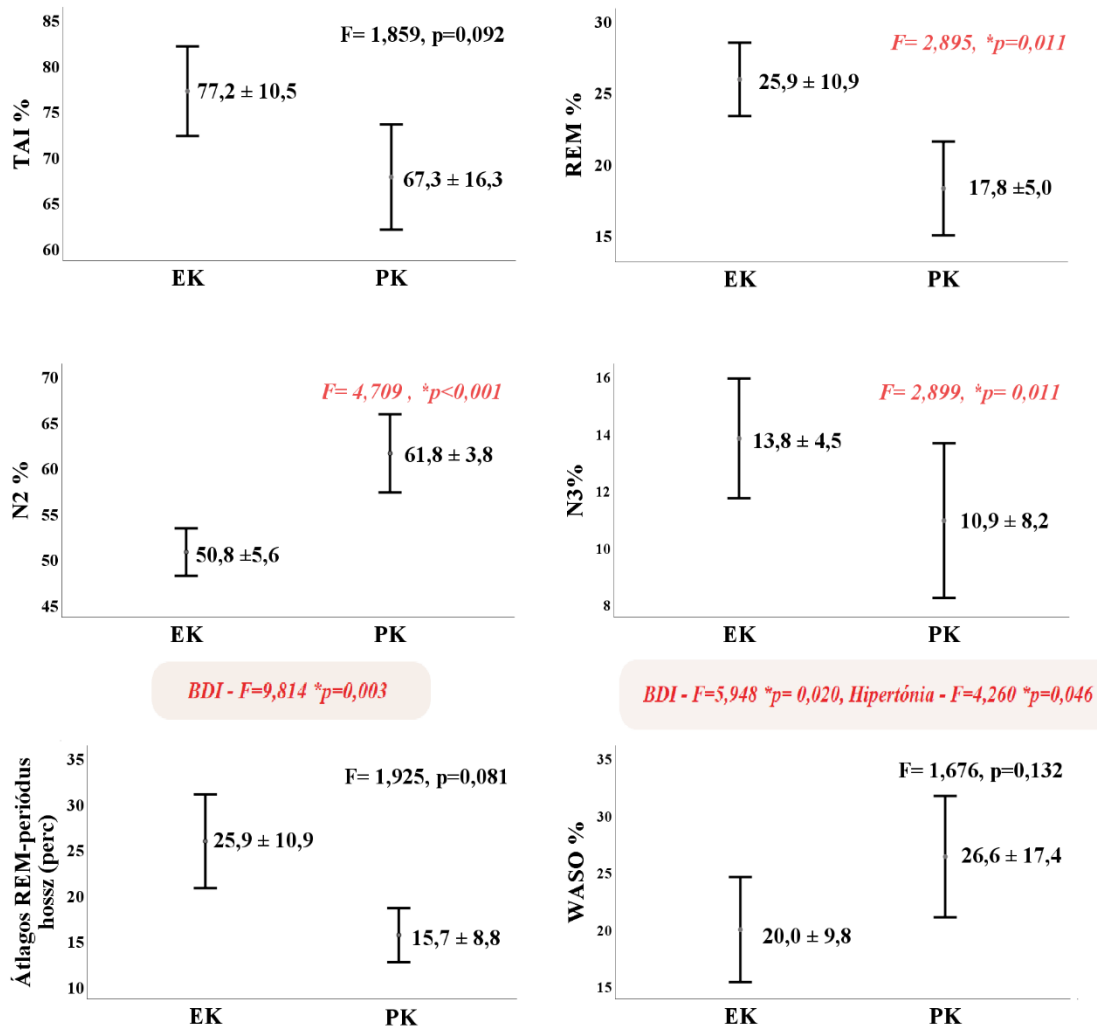 TAI %
85
80
75
70
65
60
F= 1,859, p=0,092
77,2 ± 10,5
67,3 ± 16,3
EK
PK
REM %
30
25
20
15
F= 2,895, *p=0,011
25,9 ± 10,9
17,8 ±5,0
EK
PK
N2 %
70
65
60
55
50
45
F= 4,709 , *p<0,001
61,8 ± 3,8
50,8 ±5,6
EK
PK
N3%
16
14
12
10
8
F= 2,899, *p= 0,011
13,8 ± 4,5
10,9 ± 8,2
EK
PK
BDI - F=9,814 *p=0,003
BDI - F=5,948 *p= 0,020, Hipertónia - F=4,260 *p=0,046
Átlagos REM-periódus
hossz (perc)
35
30
25
20
15
10
F= 1,925, p=0,081
25,9 ± 10,9
15,7 ± 8,8
EK
PK
WASO %
35
30
25
20
15
F= 1,676, p=0,132
26,6 ± 17,4
20,0 ± 9,8
EK
PK